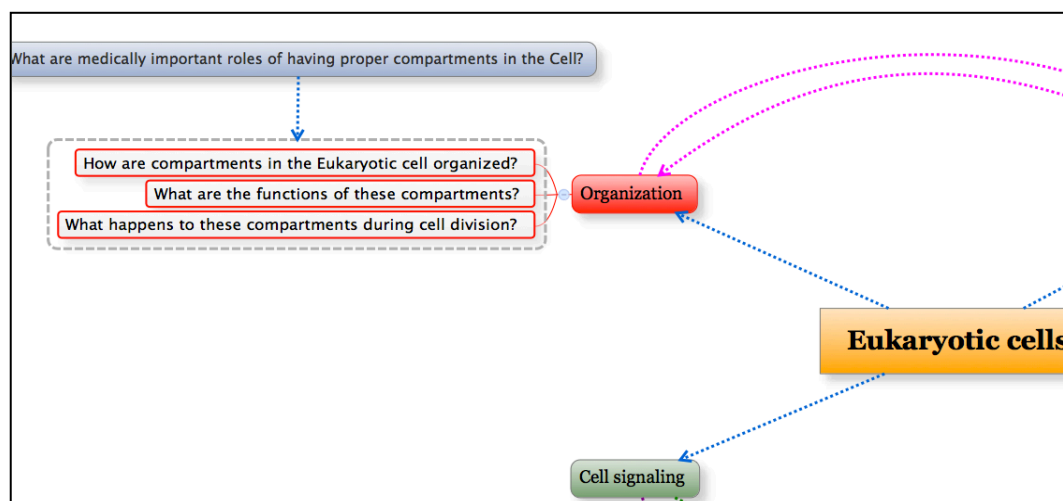 What are medically important roles of having proper compartments in the Cell?
How are compartments in the Eukaryotic cell organized?
What are the functions of these compartments?
What happens to these compartments during cell division?
Organization
Eukaryotic cells
Cell signaling